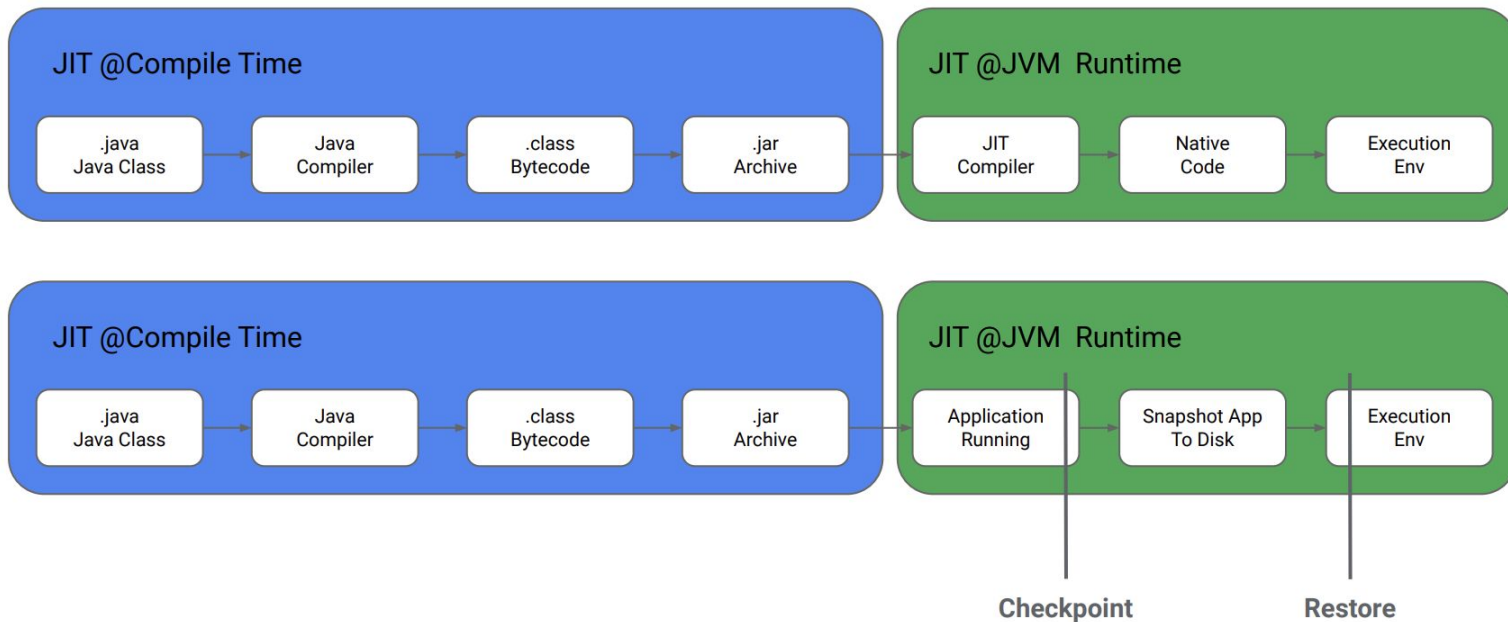 JIT @Compile Time
JIT @JVM Runtime
.java
Java Class
Java
Compiler
.class
Bytecode
.jar
Archive
JIT
Compiler
Native
Code
Execution
Env
JIT @Compile Time
JIT @JVM Runtime
.java
Java Class
Java
Compiler
.class
Bytecode
.jar
Archive
Application
Running
Snapshot App
To Disk
Execution
Env
Checkpoint
Restore